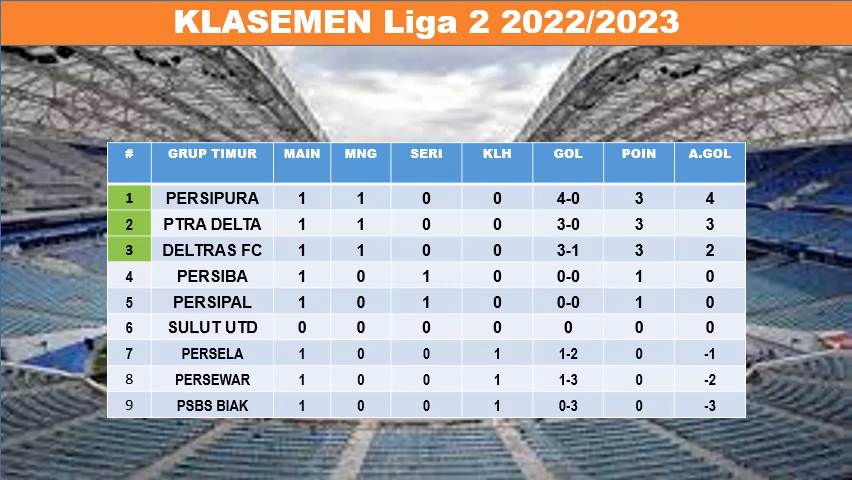 KLASEMEN Liga 2 2022/2023
# GRUP TIMUR MAIN MNG SERI KLH GOL POIN A.GOL
1 PERSIPURA 1 1 0 0 4-0 3 4
2 PTRA DELTA 1 1 0 0 3-0 3 3
3 DELTRAS FC 1 1 0 0 3-1 3 2
4 PERSIBA 1 0 1 0 0-0 1 0
5 PERSIPAL 1 0 1 0 0-0 1 0
6 SULUT UTD 0 0 0 0 0 0 0
7 PERSELA 1 0 0 1 1-2 0 -1
8 PERSEWAR 1 0 0 1 1-3 0 -2
9 PSBS BIAK 1 0 0 1 0-3 0 -3